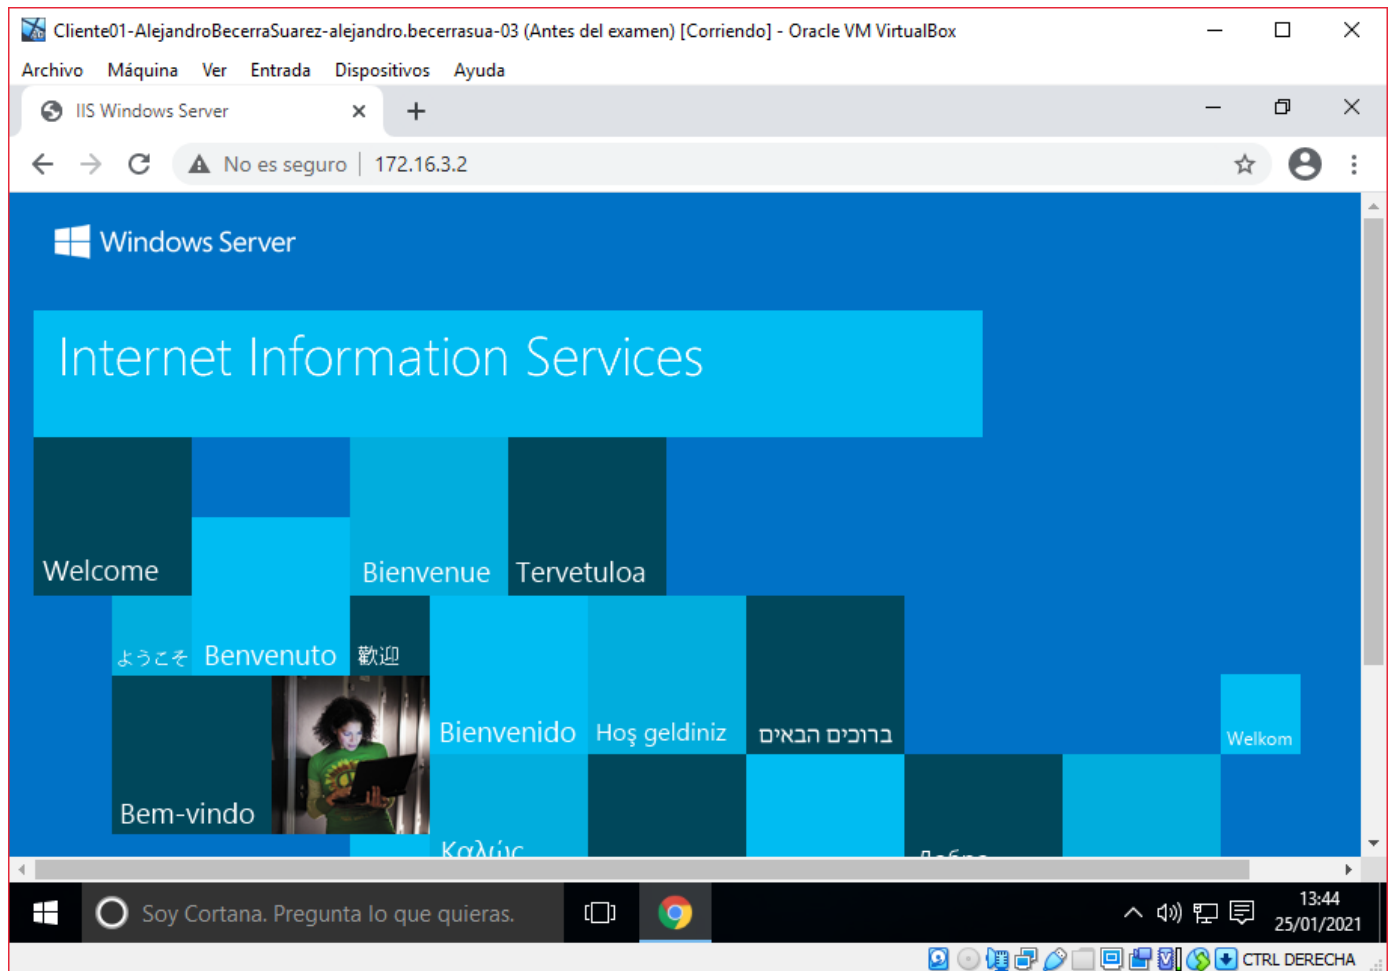 Cliente01-AlejandroBecerraSuarez-alejandro.becerrasua-03 (Antes del examen) [Corriendo] - Oracle VM VirtualBox
Archivo Máquina Ver Entrada Dispositivos Ayuda
IIS Windows Server
No es seguro 172.16.3.2
Windows Server
Internet Information Services
Welcome
Bienvenue
Tervetuloa
ようこそ
Benvenuto
歡迎
Bienvenido
Hoş geldiniz
ברוכים הבאים
Welkom
Bem-vindo
Καλώς
Soy Cortana. Pregunta lo que quieras.
13:44
25/01/2021
CTRL DERECHA